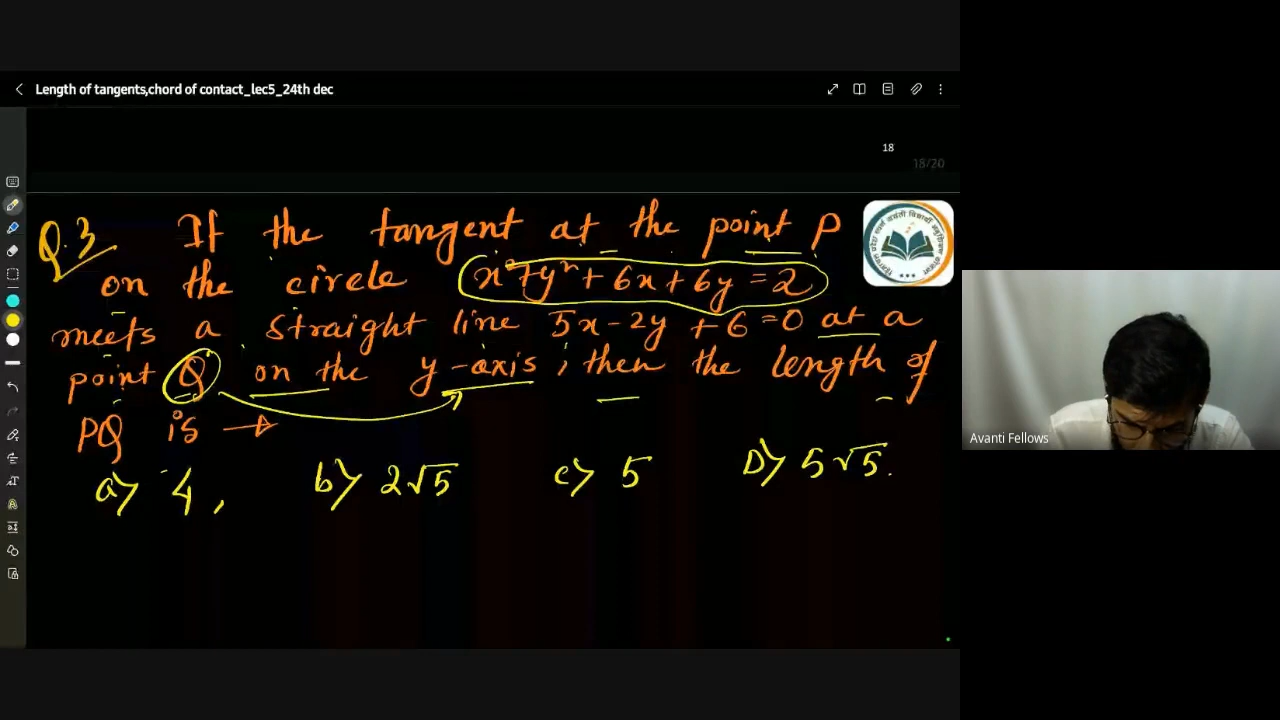 Length of tangents,chord of contact_lec5_24th dec
18
18/20
Q.3 If the tangent at the point P
on the circle x²+y²+6x+6y=2
meets a straight line 5x-2y+6=0 at a
point Q on the y-axis, then the length of
PQ is →
a) 4, b) 2√5 c) 5 D) 5√5.
Avanti Fellows